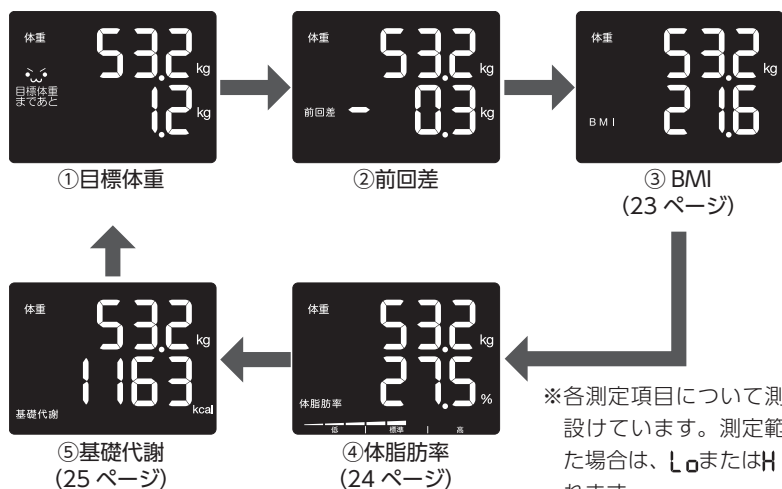 体重 53.2 kg
目標体重
まであと 1.2 kg
①目標体重
体重 53.2 kg
前回差 - 0.3 kg
②前回差
体重 53.2 kg
BMI 21.6
③ BMI
(23 ページ)
体重 53.2 kg
体脂肪率 27.5 %
低 標準 高
④体脂肪率
(24 ページ)
体重 53.2 kg
基礎代謝 1163 kcal
⑤基礎代謝
(25 ページ)
※各測定項目について測
設けています。測定範
た場合は、LoまたはH
れます